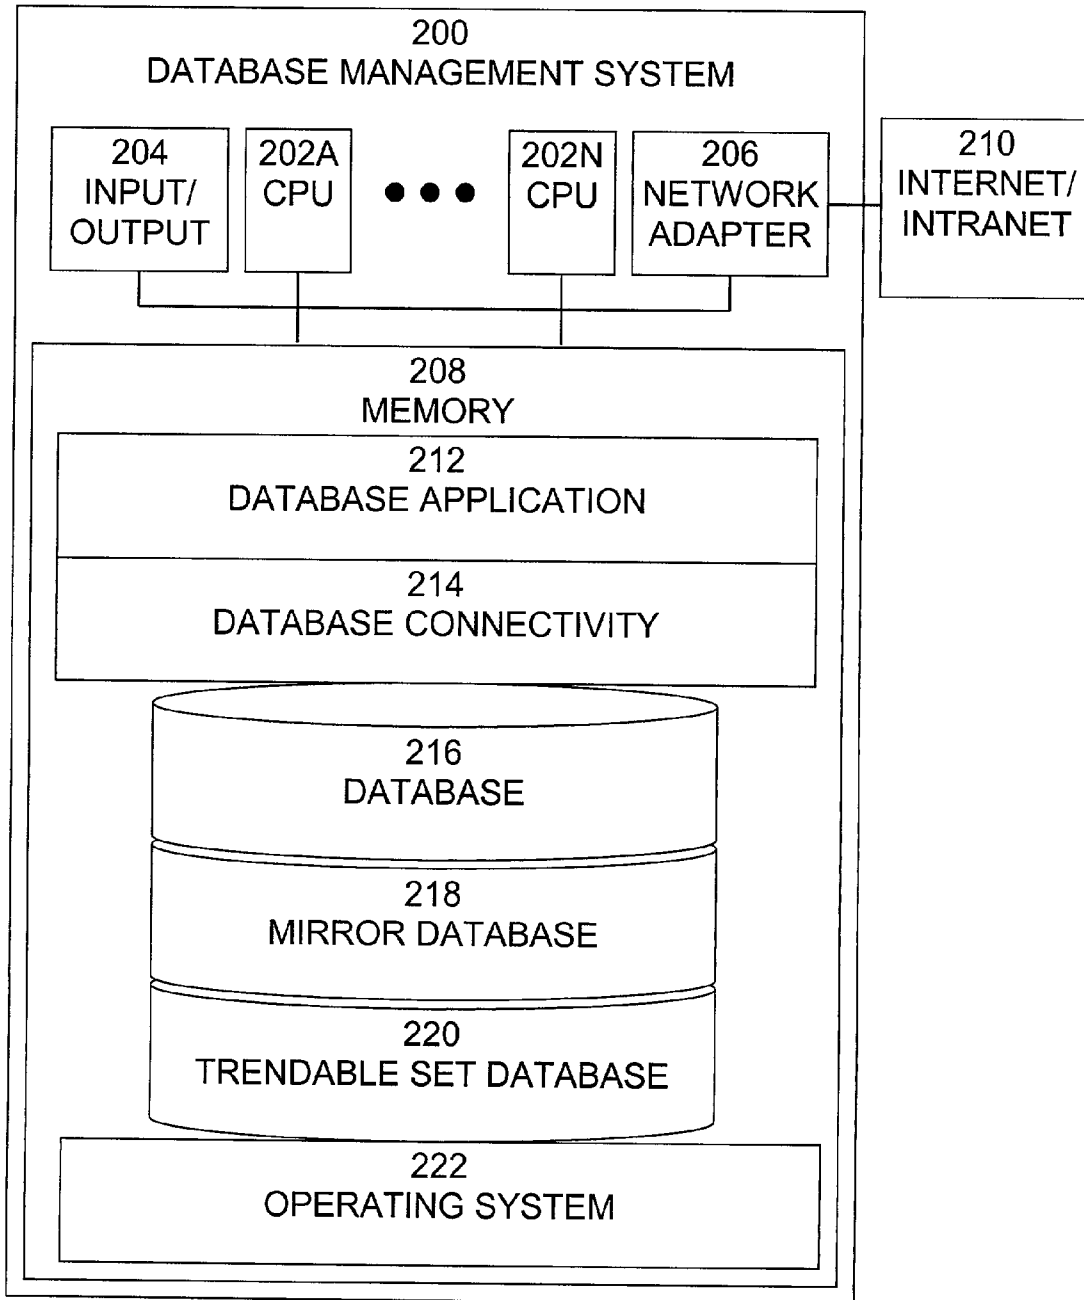 200
DATABASE MANAGEMENT SYSTEM
204
INPUT/
OUTPUT
202A
CPU
202N
CPU
206
NETWORK
ADAPTER
210
INTERNET/
INTRANET
208
MEMORY
212
DATABASE APPLICATION
214
DATABASE CONNECTIVITY
216
DATABASE
218
MIRROR DATABASE
220
TRENDABLE SET DATABASE
222
OPERATING SYSTEM